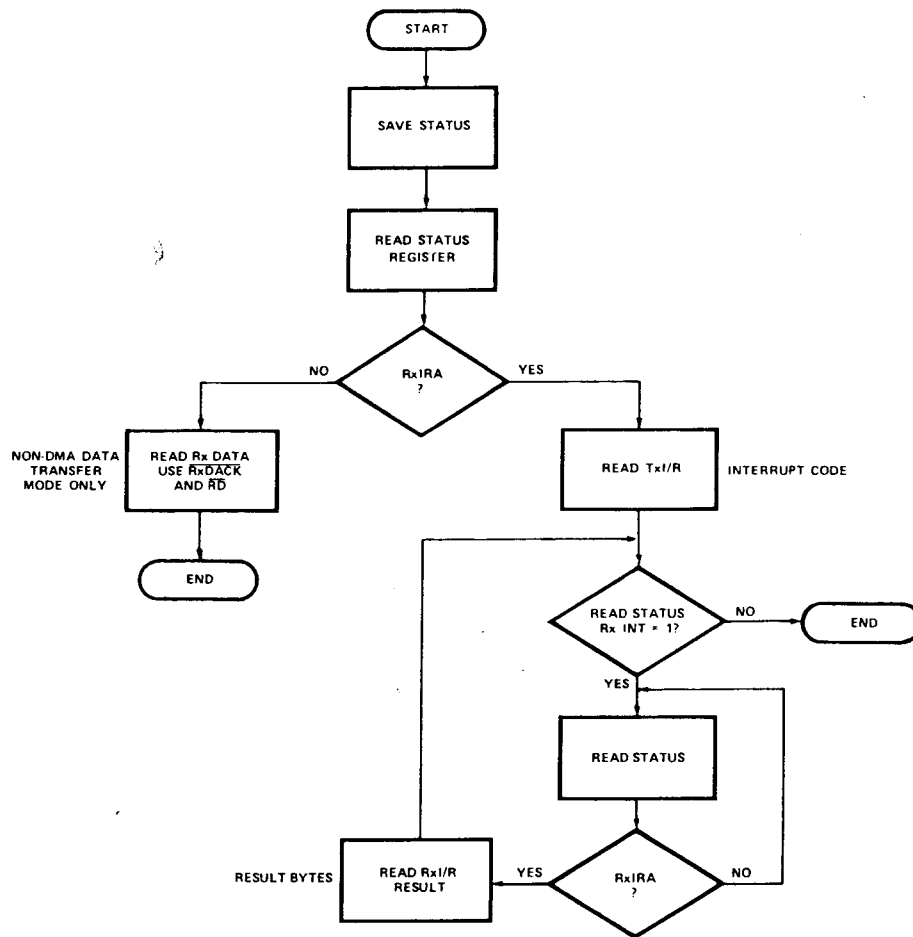 START
SAVE STATUS
READ STATUS
REGISTER
NO
RxIRA
?
YES
NON-DMA DATA
TRANSFER
MODE ONLY
READ Rx DATA
USE RxDACK
AND RD
READ TxI/R
INTERRUPT CODE
END
READ STATUS
Rx INT = 1?
NO
END
YES
READ STATUS
RESULT BYTES
READ RxI/R
RESULT
YES
RxIRA
?
NO